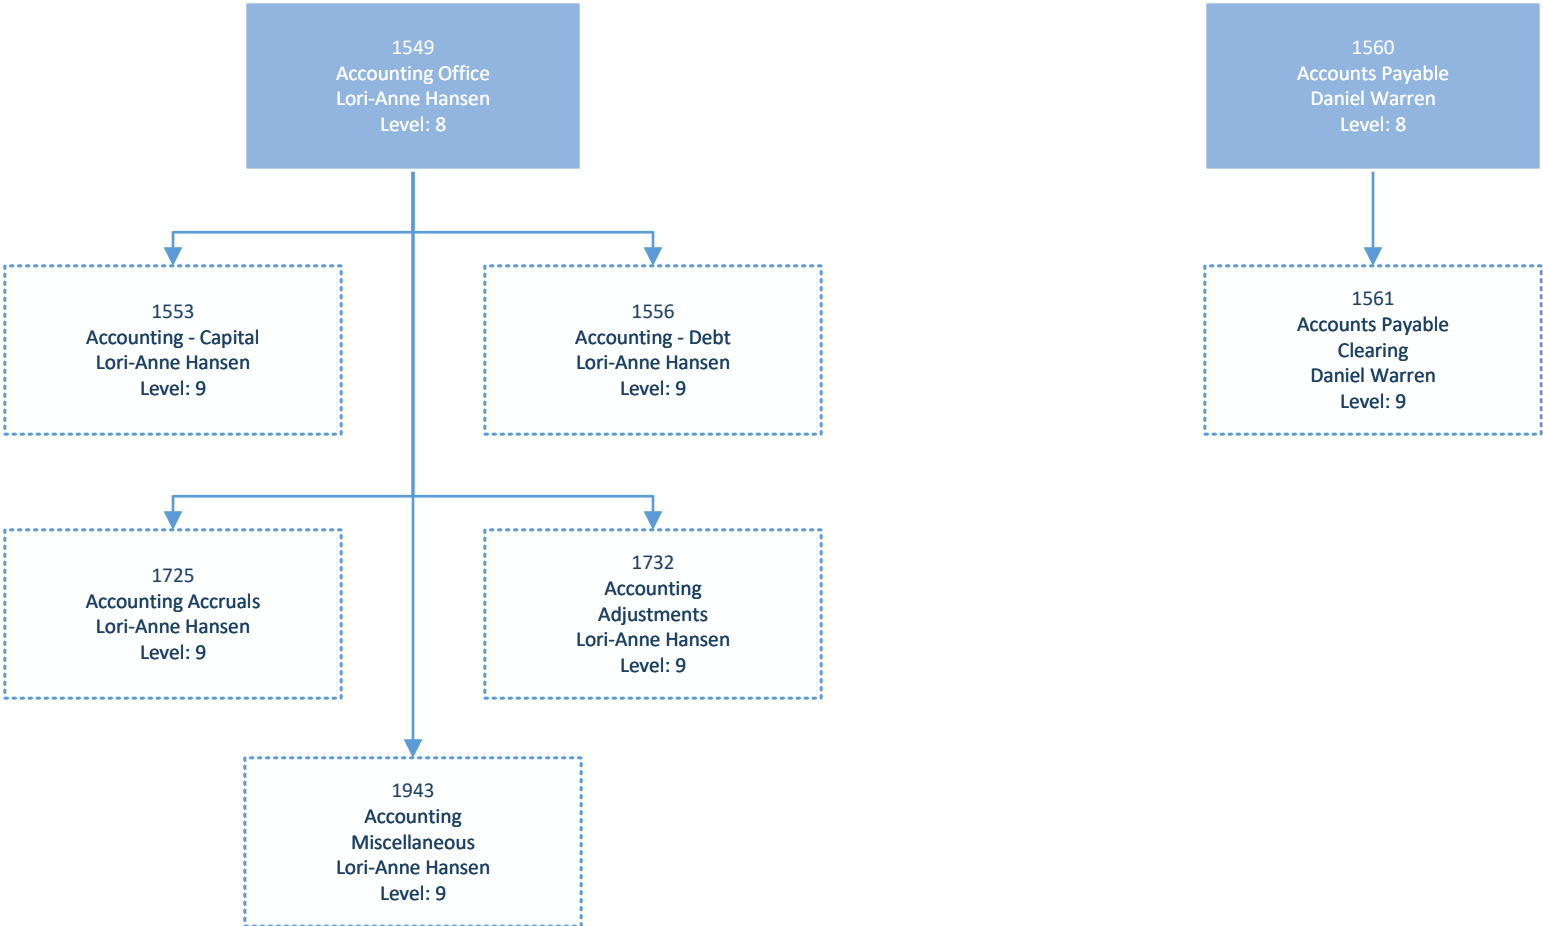 1549
Accounting Office
Lori-Anne Hansen
Level: 8
1560
Accounts Payable
Daniel Warren
Level: 8
1553
Accounting - Capital
Lori-Anne Hansen
Level: 9
1556
Accounting - Debt
Lori-Anne Hansen
Level: 9
1561
Accounts Payable
Clearing
Daniel Warren
Level: 9
1725
Accounting Accruals
Lori-Anne Hansen
Level: 9
1732
Accounting
Adjustments
Lori-Anne Hansen
Level: 9
1943
Accounting
Miscellaneous
Lori-Anne Hansen
Level: 9